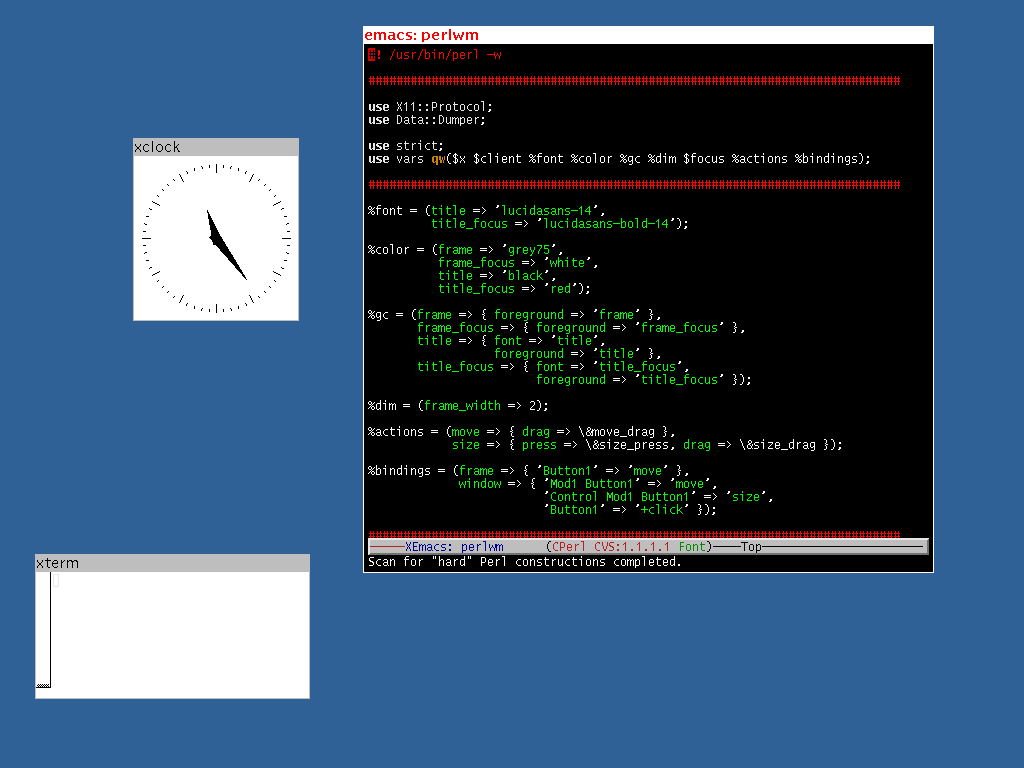 emacs: perlwm
#! /usr/bin/perl -w
############################################################################
use X11::Protocol;
use Data::Dumper;
use strict;
use vars qw($x $client %font %color %gc %dim $focus %actions %bindings);
############################################################################
%font = (title => 'lucidasans-14',
title_focus => 'lucidasans-bold-14');
%color = (frame => 'grey75',
frame_focus => 'white',
title => 'black',
title_focus => 'red');
%gc = (frame => { foreground => 'frame' },
frame_focus => { foreground => 'frame_focus' },
title => { font => 'title',
foreground => 'title' },
title_focus => { font => 'title_focus',
foreground => 'title_focus' });
%dim = (frame_width => 2);
%actions = (move => { drag => \&move_drag },
size => { press => \&size_press, drag => \&size_drag });
%bindings = (frame => { 'Button1' => 'move' },
window => { 'Mod1 Button1' => 'move',
'Control Mod1 Button1' => 'size',
'Button1' => '+click' });
############################################################################
XEmacs: perlwm (CPerl CVS:1.1.1.1 Font)----Top
Scan for "hard" Perl constructions completed.
xclock
xterm